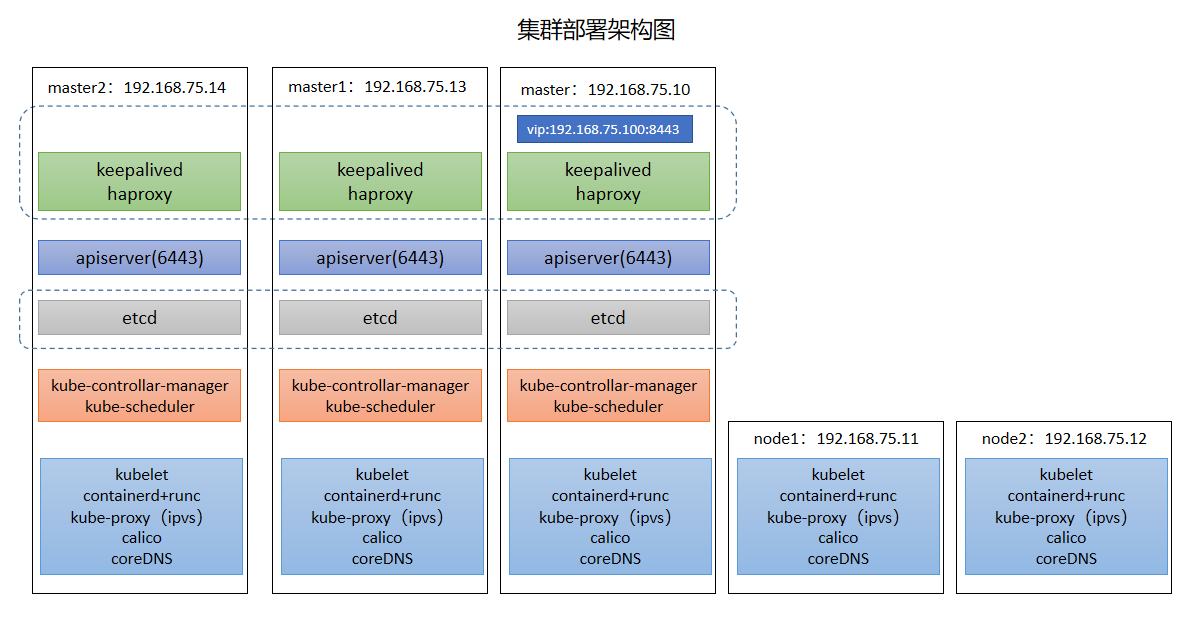 集群部署架构图
master2：192.168.75.14
keepalived
haproxy
apiserver(6443)
etcd
kube-controllar-manager
kube-scheduler
kubelet
containerd+runc
kube-proxy（ipvs）
calico
coreDNS
master1：192.168.75.13
keepalived
haproxy
apiserver(6443)
etcd
kube-controllar-manager
kube-scheduler
kubelet
containerd+runc
kube-proxy（ipvs）
calico
coreDNS
master：192.168.75.10
vip:192.168.75.100:8443
keepalived
haproxy
apiserver(6443)
etcd
kube-controllar-manager
kube-scheduler
kubelet
containerd+runc
kube-proxy（ipvs）
calico
coreDNS
node1：192.168.75.11
kubelet
containerd+runc
kube-proxy（ipvs）
calico
coreDNS
node2：192.168.75.12
kubelet
containerd+runc
kube-proxy（ipvs）
calico
coreDNS